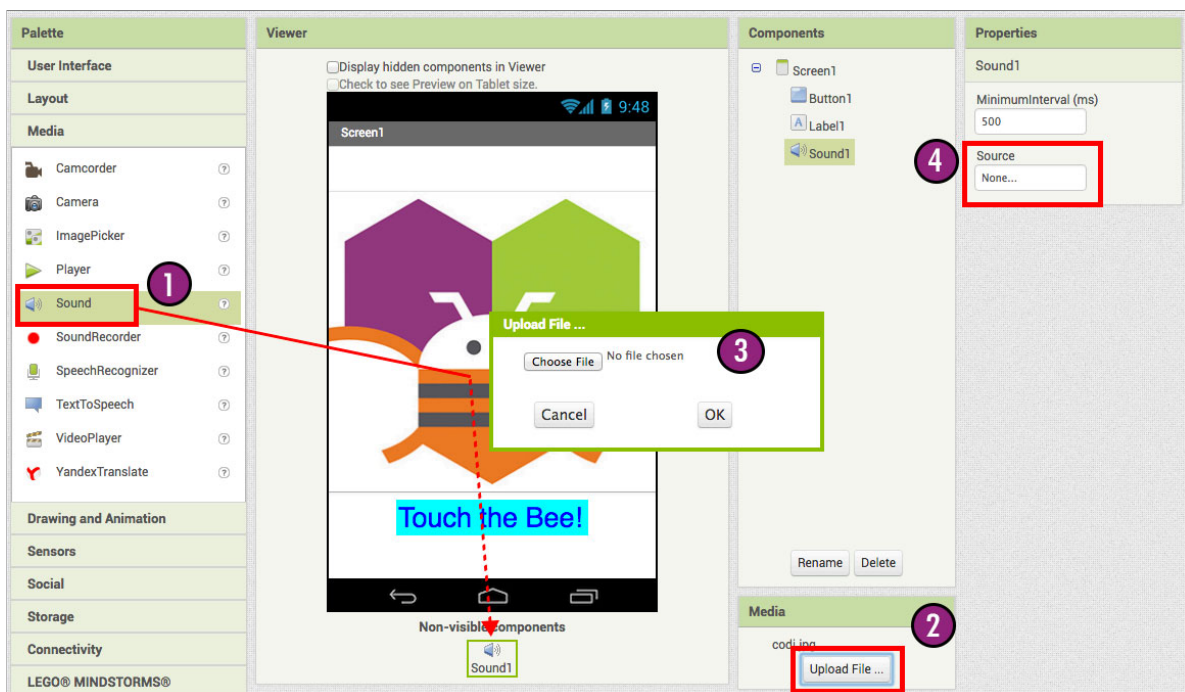 Palette
User Interface
Layout
Media
Camcorder ?
Camera ?
ImagePicker ?
Player ?
Sound ?
SoundRecorder ?
SpeechRecognizer ?
TextToSpeech ?
VideoPlayer ?
YandexTranslate ?
Drawing and Animation
Sensors
Social
Storage
Connectivity
LEGO® MINDSTORMS®
1
Viewer
Display hidden components in Viewer
Check to see Preview on Tablet size.
9:48
Screen1
Upload File ...
Choose File No file chosen
3
Cancel OK
Touch the Bee!
Non-visible components
Sound1
Components
Screen1
Button1
A Label1
Sound1
Rename Delete
Media
2
codi.jpg
Upload File ...
Properties
Sound1
MinimumInterval (ms)
500
4
Source
None...